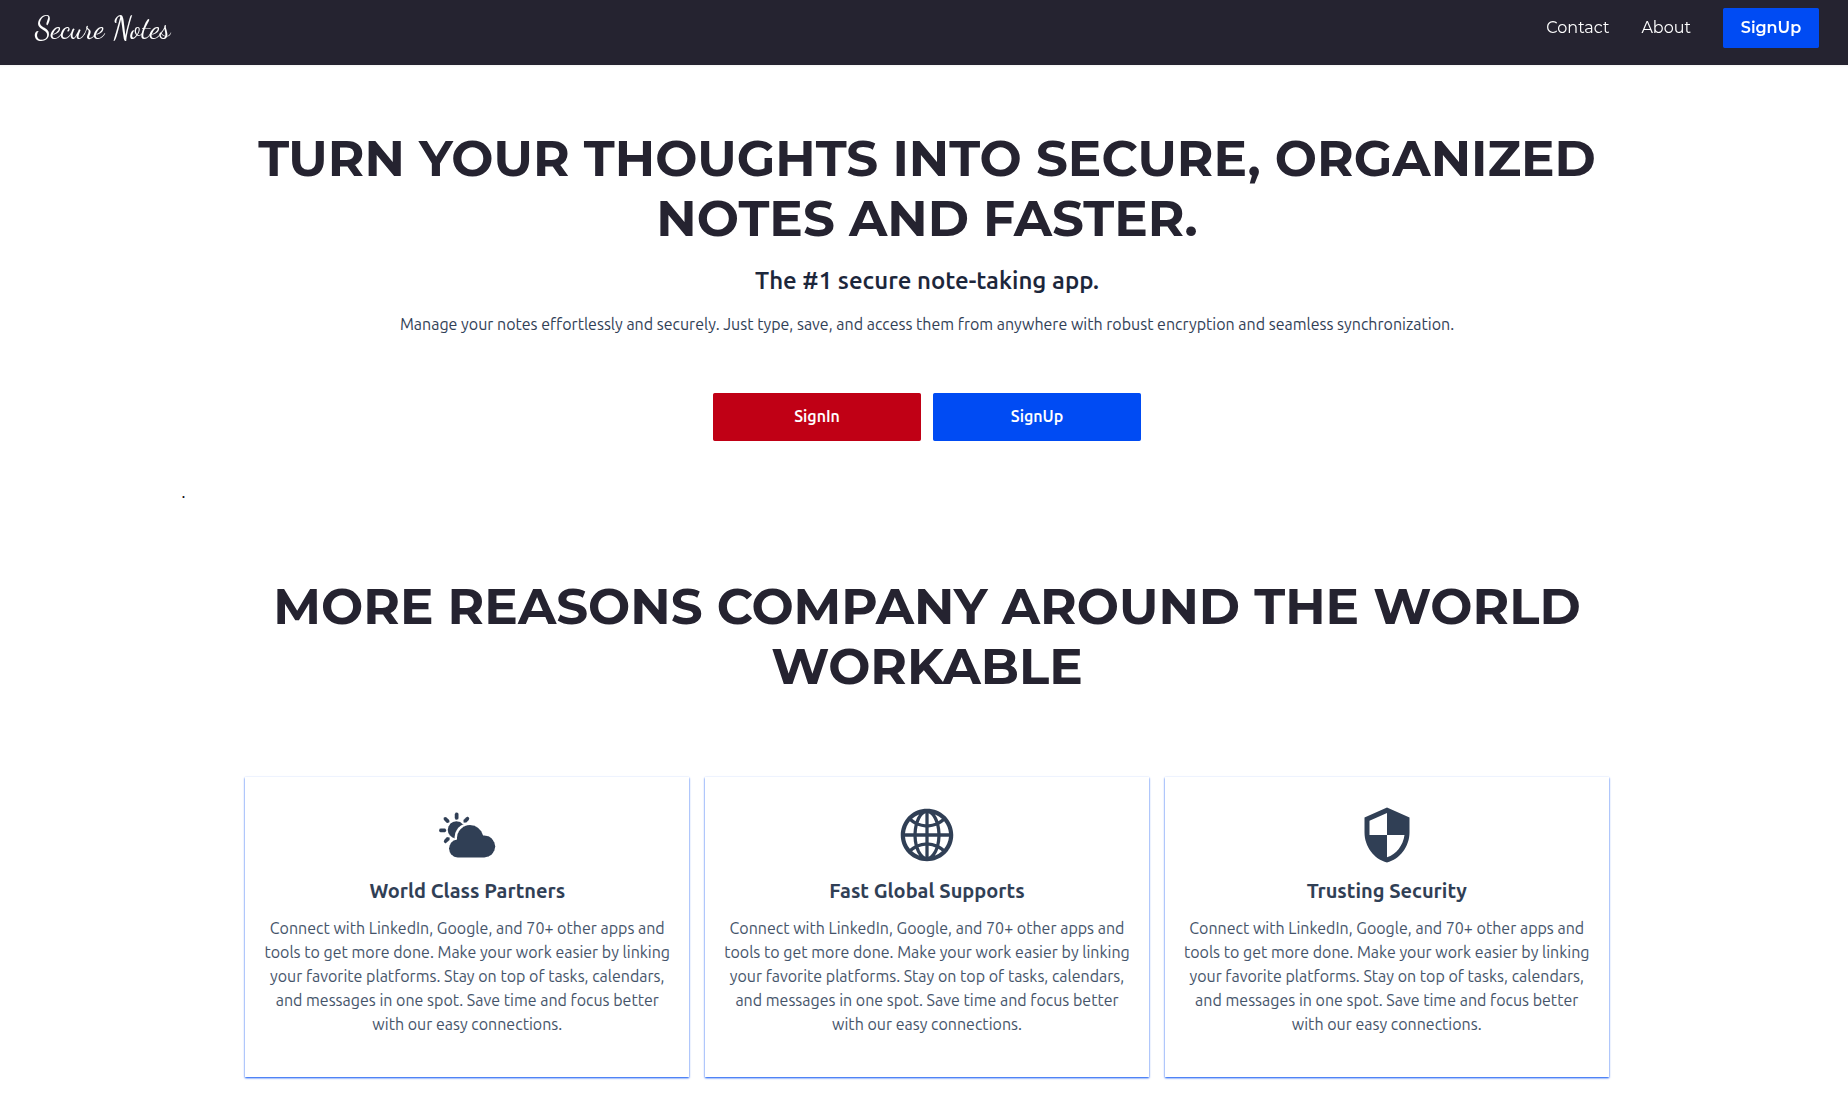 Secure Notes
Contact
About
SignUp
TURN YOUR THOUGHTS INTO SECURE, ORGANIZED
NOTES AND FASTER.
The #1 secure note-taking app.
Manage your notes effortlessly and securely. Just type, save, and access them from anywhere with robust encryption and seamless synchronization.
SignIn
SignUp
.
MORE REASONS COMPANY AROUND THE WORLD
WORKABLE
World Class Partners
Connect with LinkedIn, Google, and 70+ other apps and
tools to get more done. Make your work easier by linking
your favorite platforms. Stay on top of tasks, calendars,
and messages in one spot. Save time and focus better
with our easy connections.
Fast Global Supports
Connect with LinkedIn, Google, and 70+ other apps and
tools to get more done. Make your work easier by linking
your favorite platforms. Stay on top of tasks, calendars,
and messages in one spot. Save time and focus better
with our easy connections.
Trusting Security
Connect with LinkedIn, Google, and 70+ other apps and
tools to get more done. Make your work easier by linking
your favorite platforms. Stay on top of tasks, calendars,
and messages in one spot. Save time and focus better
with our easy connections.